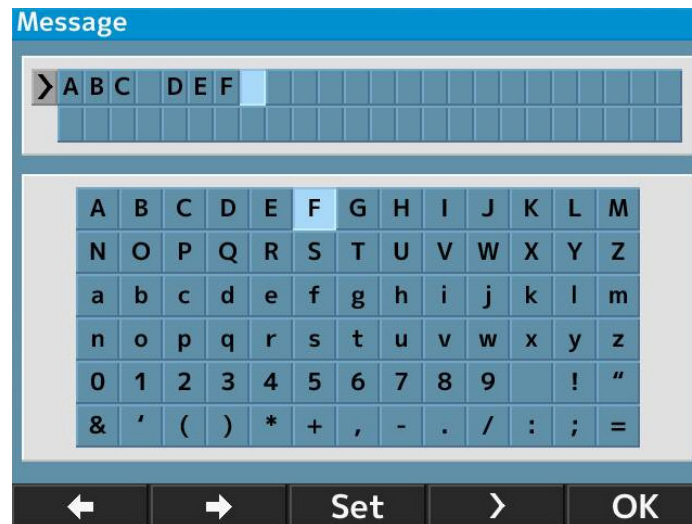 Message
> ABC DEF
A B C D E F G H I J K L M
N O P Q R S T U V W X Y Z
a b c d e f g h i j k l m
n o p q r s t u v w x y z
0 1 2 3 4 5 6 7 8 9 ! "
& ‘ ( ) * + , - . / : ; =
← → Set > OK